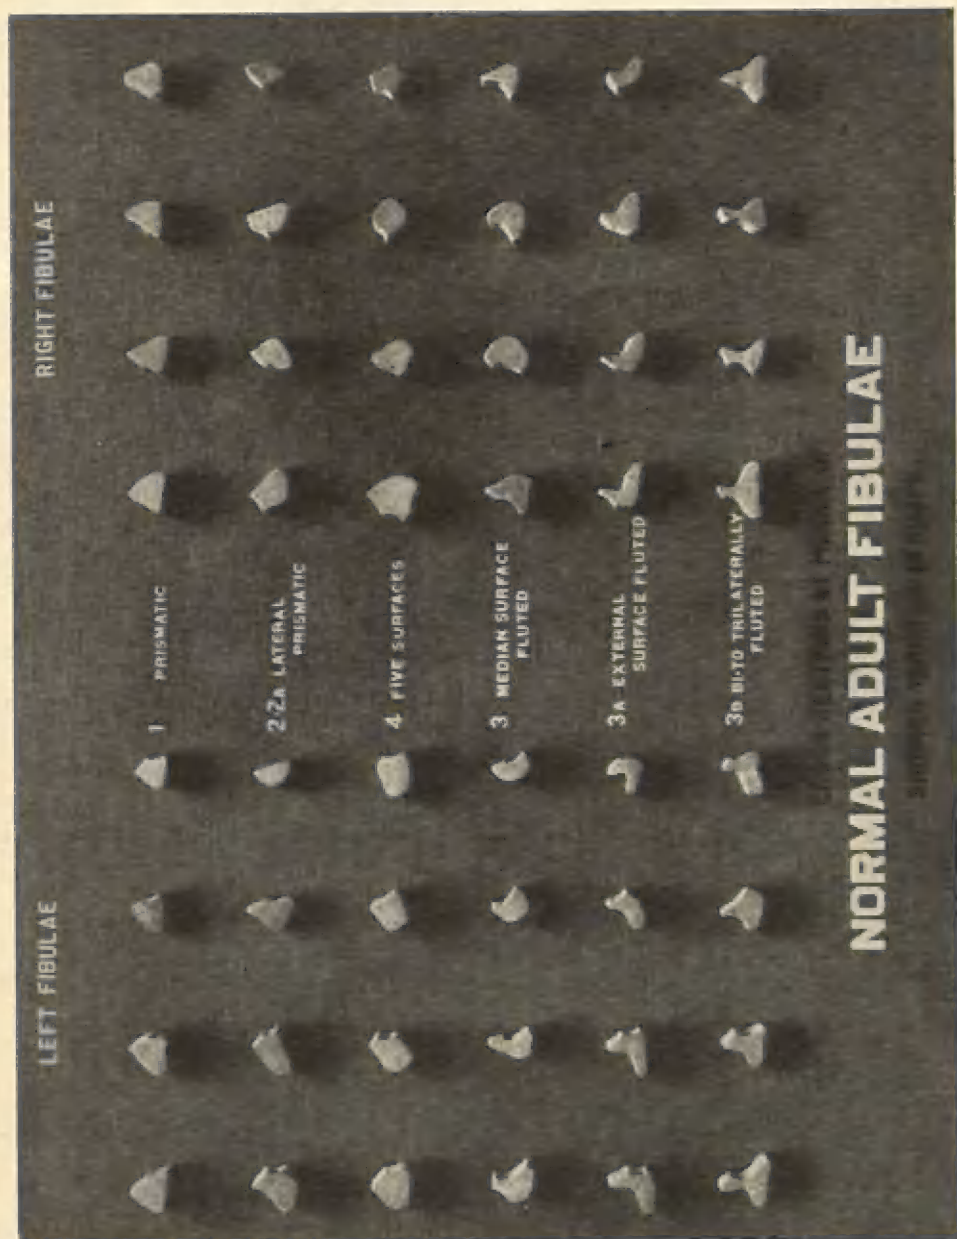 LEFT FIBULAE
RIGHT FIBULAE
1 PRISMATIC
2-2A LATERAL
PRISMATIC
4 FIVE SURFACES
3 MEDIAN SURFACE
FLUTED
3A EXTERNAL
SURFACE FLUTED
3B BI-TO TRILATERALLY
FLUTED
NORMAL ADULT FIBULAE